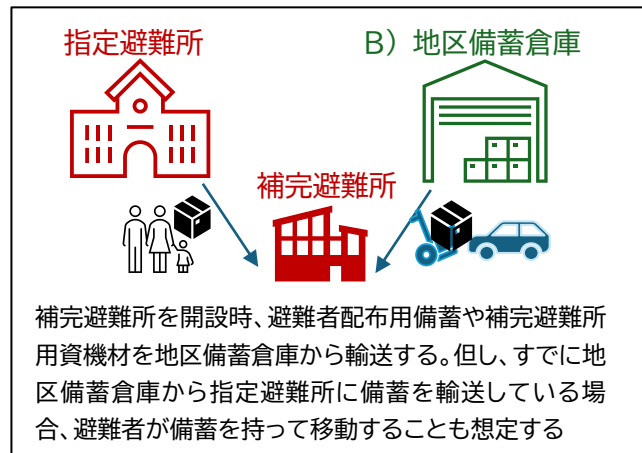 指定避難所
B）地区備蓄倉庫
補完避難所
補完避難所を開設時、避難者配布用備蓄や補完避難所
用資機材を地区備蓄倉庫から輸送する。但し、すでに地
区備蓄倉庫から指定避難所に備蓄を輸送している場
合、避難者が備蓄を持って移動することも想定する